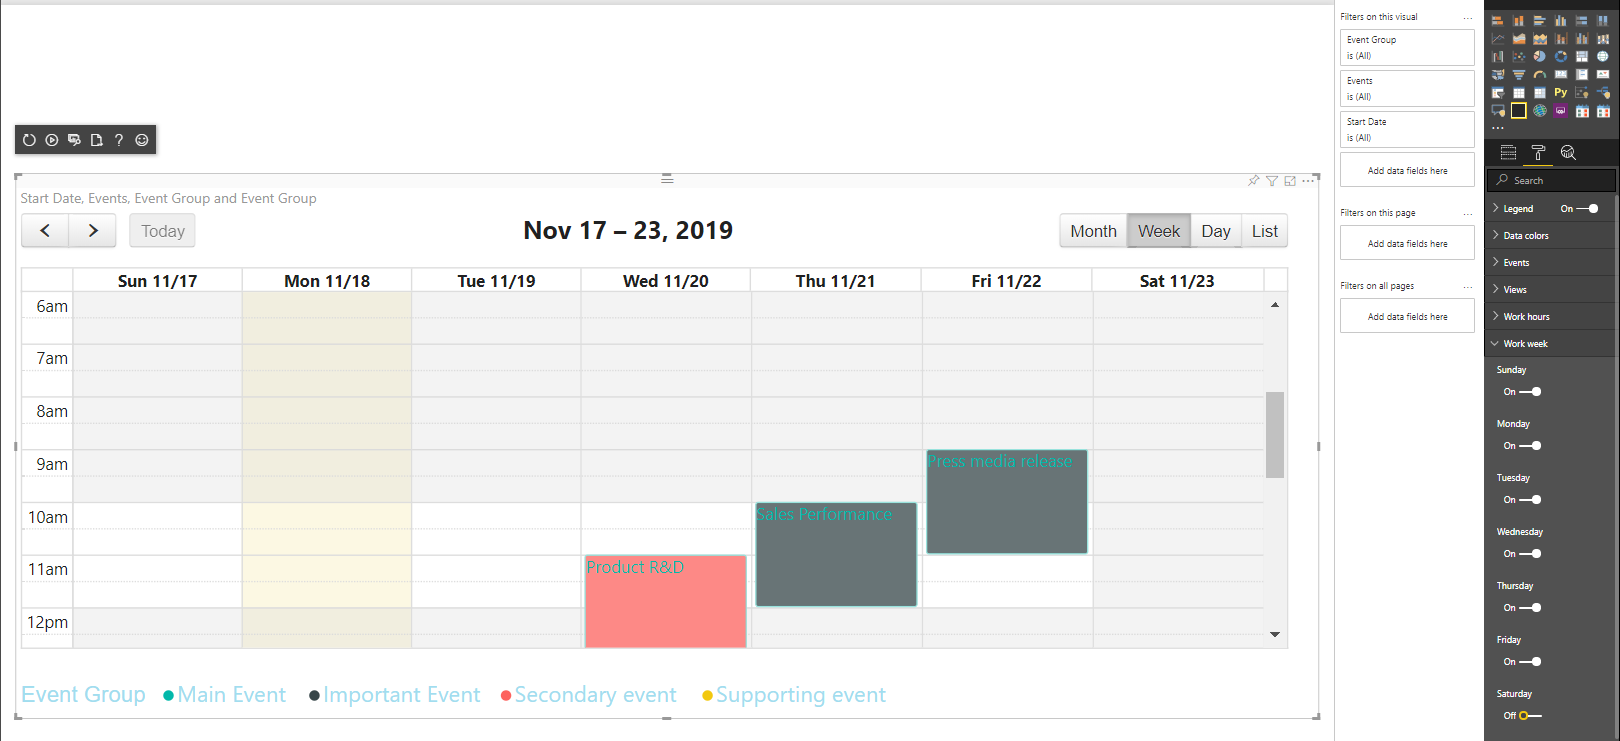 Start Date, Events, Event Group and Event Group
Today
Nov 17 – 23, 2019
Month Week Day List
Sun 11/17 Mon 11/18 Tue 11/19 Wed 11/20 Thu 11/21 Fri 11/22 Sat 11/23
6am
7am
8am
9am
Press media release
10am
Sales Performance
11am
Product R&D
12pm
Event Group Main Event Important Event Secondary event Supporting event
Filters on this visual ...
Event Group
is (All)
Events
is (All)
Start Date
is (All)
Add data fields here
Filters on this page ...
Add data fields here
Filters on all pages ...
Add data fields here
Py
...
Search
Legend On
Data colors
Events
Views
Work hours
Work week
Sunday
On
Monday
On
Tuesday
On
Wednesday
On
Thursday
On
Friday
On
Saturday
Off